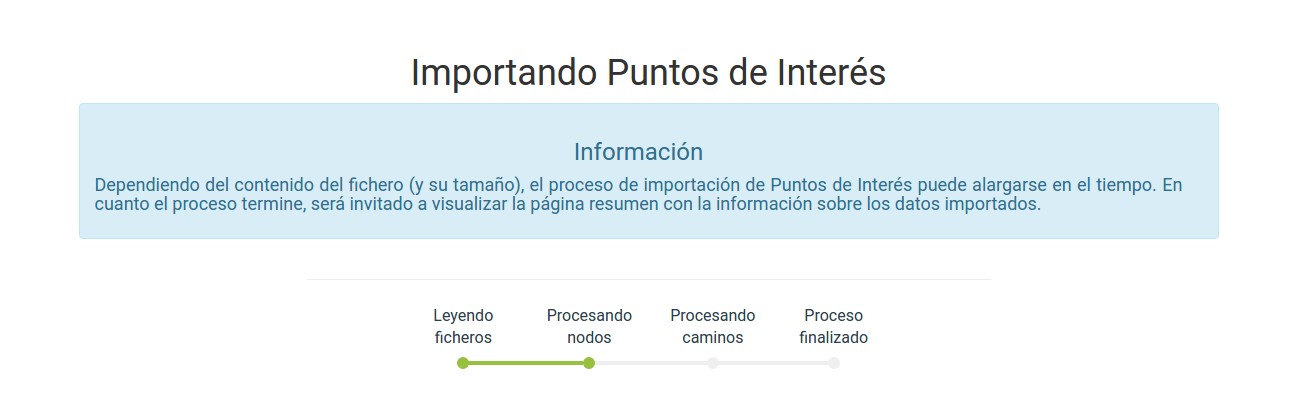 Importando Puntos de Interés
Información
Dependiendo del contenido del fichero (y su tamaño), el proceso de importación de Puntos de Interés puede alargarse en el tiempo. En
cuanto el proceso termine, será invitado a visualizar la página resumen con la información sobre los datos importados.
Leyendo
ficheros
Procesando
nodos
Procesando
caminos
Proceso
finalizado